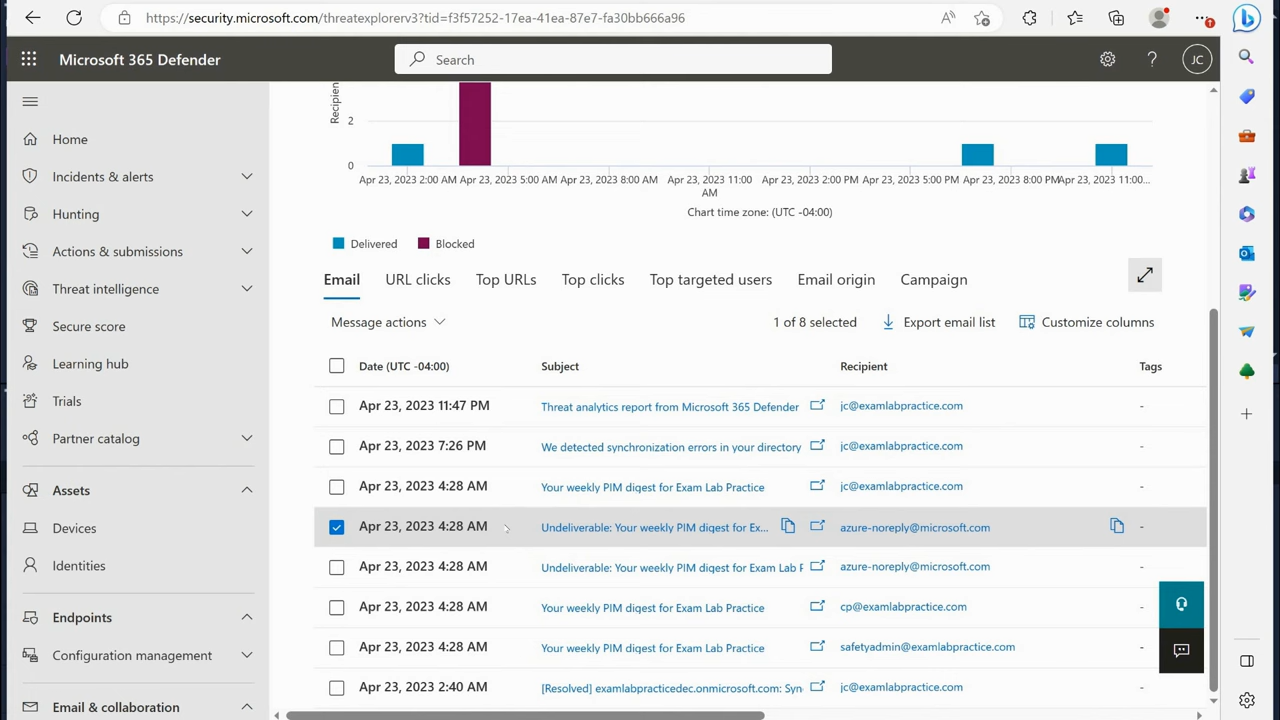 https://security.microsoft.com/threatexplorerv3?tid=f3f57252-17ea-41ea-87e7-fa30bb666a96
Microsoft 365 Defender
Search
JC
Home
Incidents & alerts
Hunting
Actions & submissions
Threat intelligence
Secure score
Learning hub
Trials
Partner catalog
Assets
Devices
Identities
Endpoints
Configuration management
Email & collaboration
Recipien
2
0
Apr 23, 2023 2:00 AM Apr 23, 2023 5:00 AM Apr 23, 2023 8:00 AM Apr 23, 2023 11:00 AM Apr 23, 2023 2:00 PM Apr 23, 2023 5:00 PM Apr 23, 2023 8:00 PM Apr 23, 2023 11:00...
Chart time zone: (UTC -04:00)
Delivered Blocked
Email URL clicks Top URLs Top clicks Top targeted users Email origin Campaign
Message actions 1 of 8 selected Export email list Customize columns
Date (UTC -04:00) Subject Recipient Tags
Apr 23, 2023 11:47 PM Threat analytics report from Microsoft 365 Defender jc@examlabpractice.com -
Apr 23, 2023 7:26 PM We detected synchronization errors in your directory jc@examlabpractice.com -
Apr 23, 2023 4:28 AM Your weekly PIM digest for Exam Lab Practice jc@examlabpractice.com -
Apr 23, 2023 4:28 AM Undeliverable: Your weekly PIM digest for Ex... azure-noreply@microsoft.com -
Apr 23, 2023 4:28 AM Undeliverable: Your weekly PIM digest for Exam Lab P azure-noreply@microsoft.com -
Apr 23, 2023 4:28 AM Your weekly PIM digest for Exam Lab Practice cp@examlabpractice.com -
Apr 23, 2023 4:28 AM Your weekly PIM digest for Exam Lab Practice safetyadmin@examlabpractice.com -
Apr 23, 2023 2:40 AM [Resolved] examlabpracticedec.onmicrosoft.com: Syn jc@examlabpractice.com -